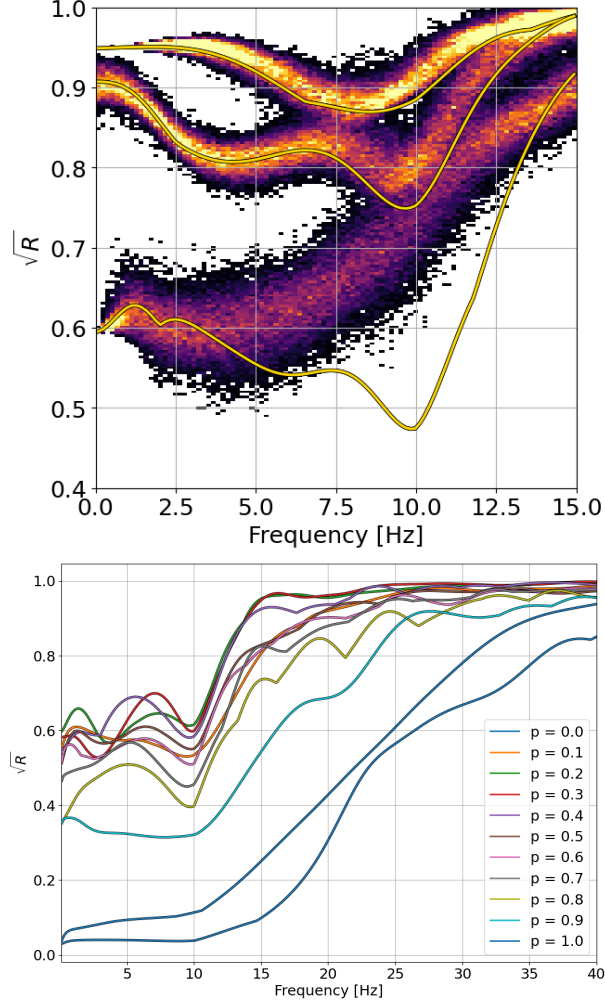 1.0
0.9
0.8
0.7
0.6
0.5
0.4
√R
0.0 2.5 5.0 7.5 10.0 12.5 15.0
Frequency [Hz]
1.0
0.8
0.6
0.4
0.2
0.0
√R
p = 0.0
p = 0.1
p = 0.2
p = 0.3
p = 0.4
p = 0.5
p = 0.6
p = 0.7
p = 0.8
p = 0.9
p = 1.0
5 10 15 20 25 30 35 40
Frequency [Hz]